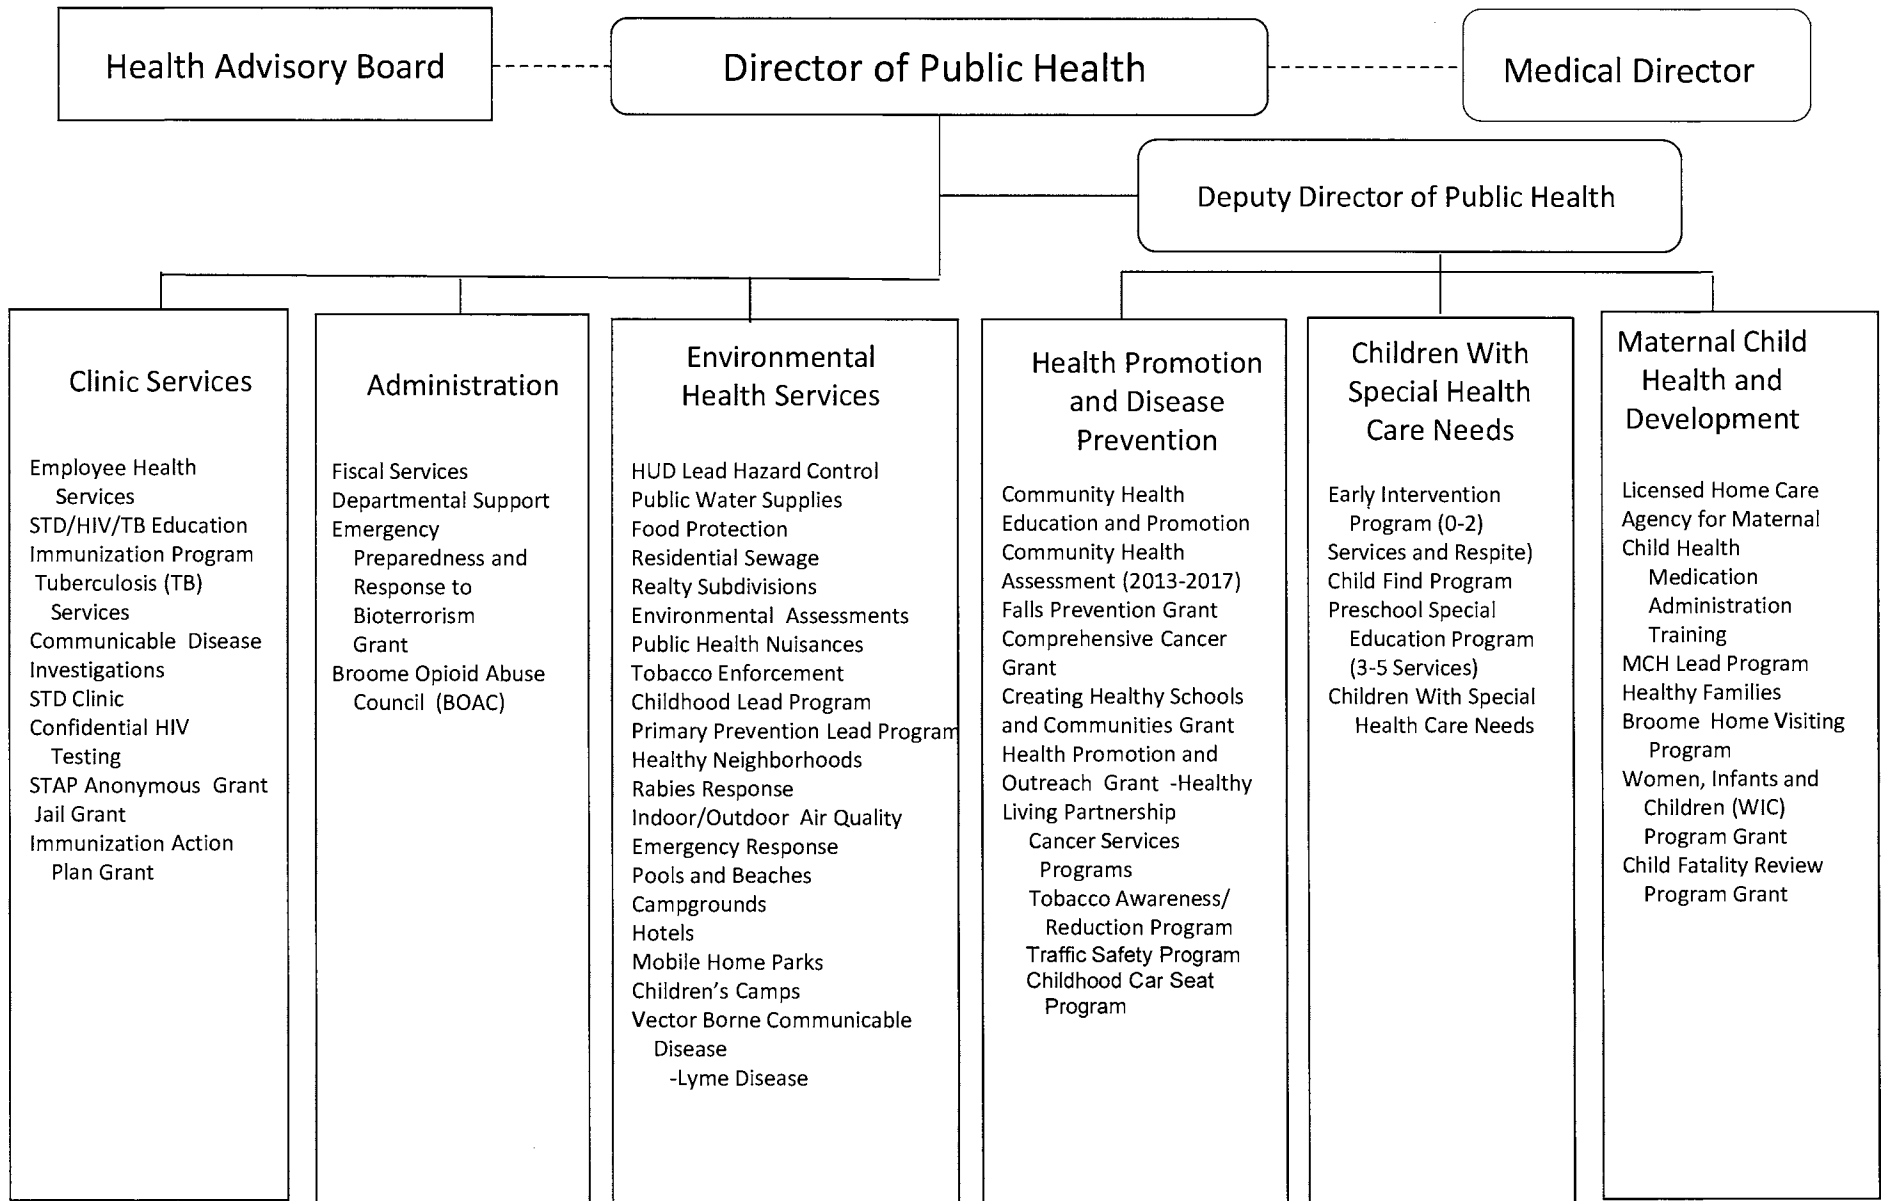 Health Advisory Board
Director of Public Health
Medical Director
Deputy Director of Public Health
Clinic Services
Employee Health
Services
STD/HIV/TB Education
Immunization Program
Tuberculosis (TB)
Services
Communicable Disease
Investigations
STD Clinic
Confidential HIV
Testing
STAP Anonymous Grant
Jail Grant
Immunization Action
Plan Grant
Administration
Fiscal Services
Departmental Support
Emergency
Preparedness and
Response to
Bioterrorism
Grant
Broome Opioid Abuse
Council (BOAC)
Environmental
Health Services
HUD Lead Hazard Control
Public Water Supplies
Food Protection
Residential Sewage
Realty Subdivisions
Environmental Assessments
Public Health Nuisances
Tobacco Enforcement
Childhood Lead Program
Primary Prevention Lead Program
Healthy Neighborhoods
Rabies Response
Indoor/Outdoor Air Quality
Emergency Response
Pools and Beaches
Campgrounds
Hotels
Mobile Home Parks
Children's Camps
Vector Borne Communicable
Disease
-Lyme Disease
Health Promotion
and Disease
Prevention
Community Health
Education and Promotion
Community Health
Assessment (2013-2017)
Falls Prevention Grant
Comprehensive Cancer
Grant
Creating Healthy Schools
and Communities Grant
Health Promotion and
Outreach Grant -Healthy
Living Partnership
Cancer Services
Programs
Tobacco Awareness/
Reduction Program
Traffic Safety Program
Childhood Car Seat
Program
Children With
Special Health
Care Needs
Early Intervention
Program (0-2)
Services and Respite)
Child Find Program
Preschool Special
Education Program
(3-5 Services)
Children With Special
Health Care Needs
Maternal Child
Health and
Development
Licensed Home Care
Agency for Maternal
Child Health
Medication
Administration
Training
MCH Lead Program
Healthy Families
Broome Home Visiting
Program
Women, Infants and
Children (WIC)
Program Grant
Child Fatality Review
Program Grant